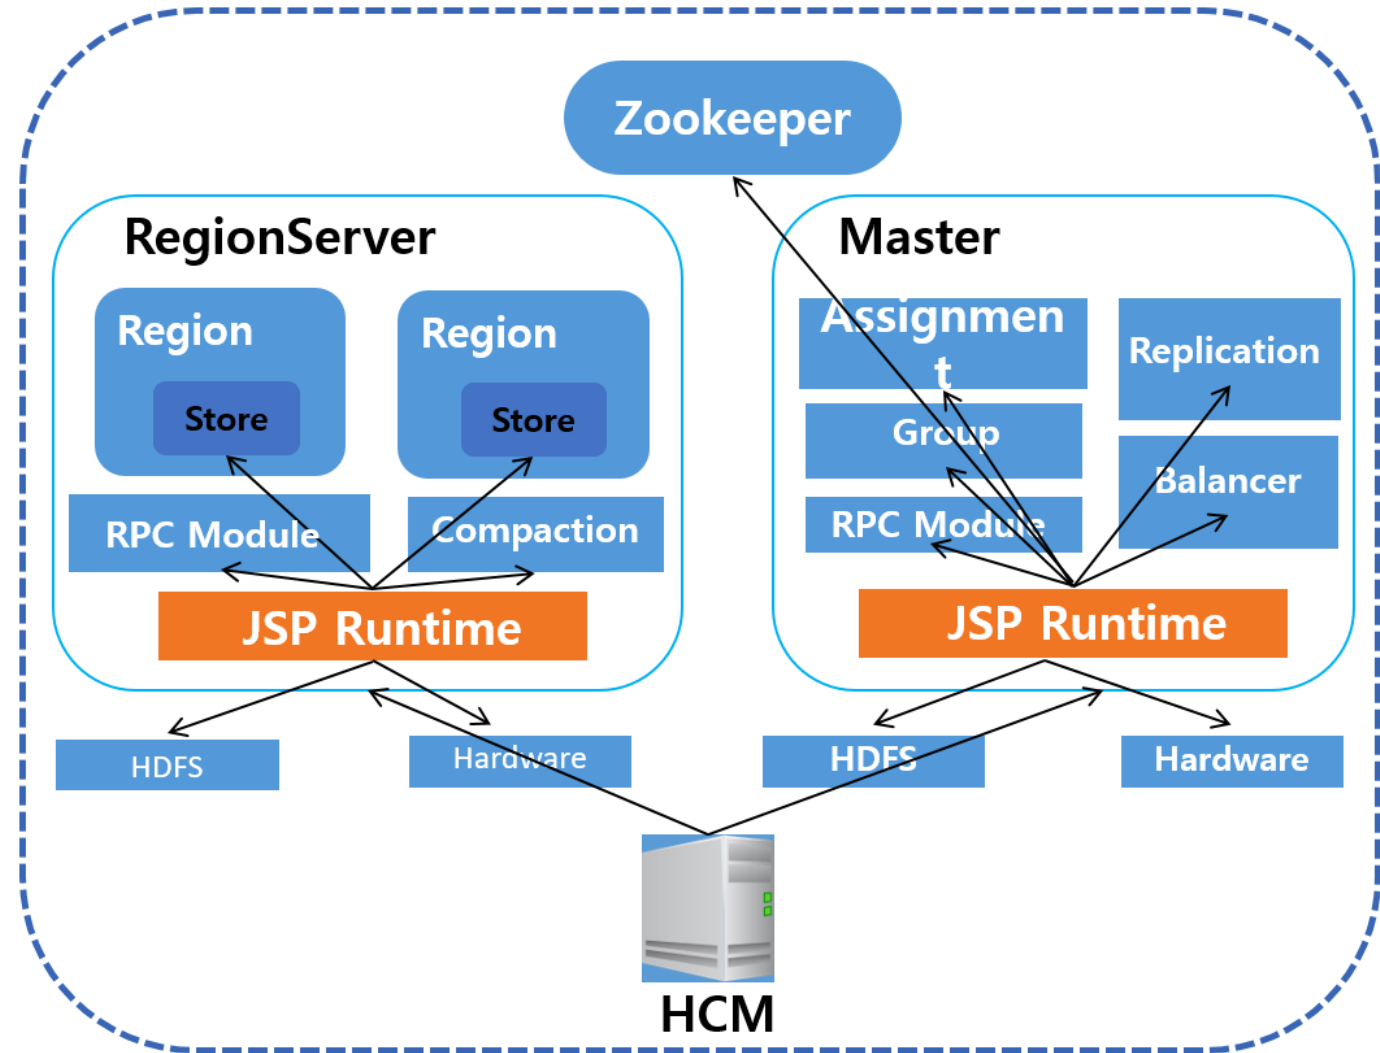 Zookeeper
RegionServer
Region
Store
Region
Store
RPC Module
Compaction
JSP Runtime
HDFS
Hardware
Master
Assignmen
t
Group
RPC Module
Replication
Balancer
JSP Runtime
HDFS
Hardware
HCM